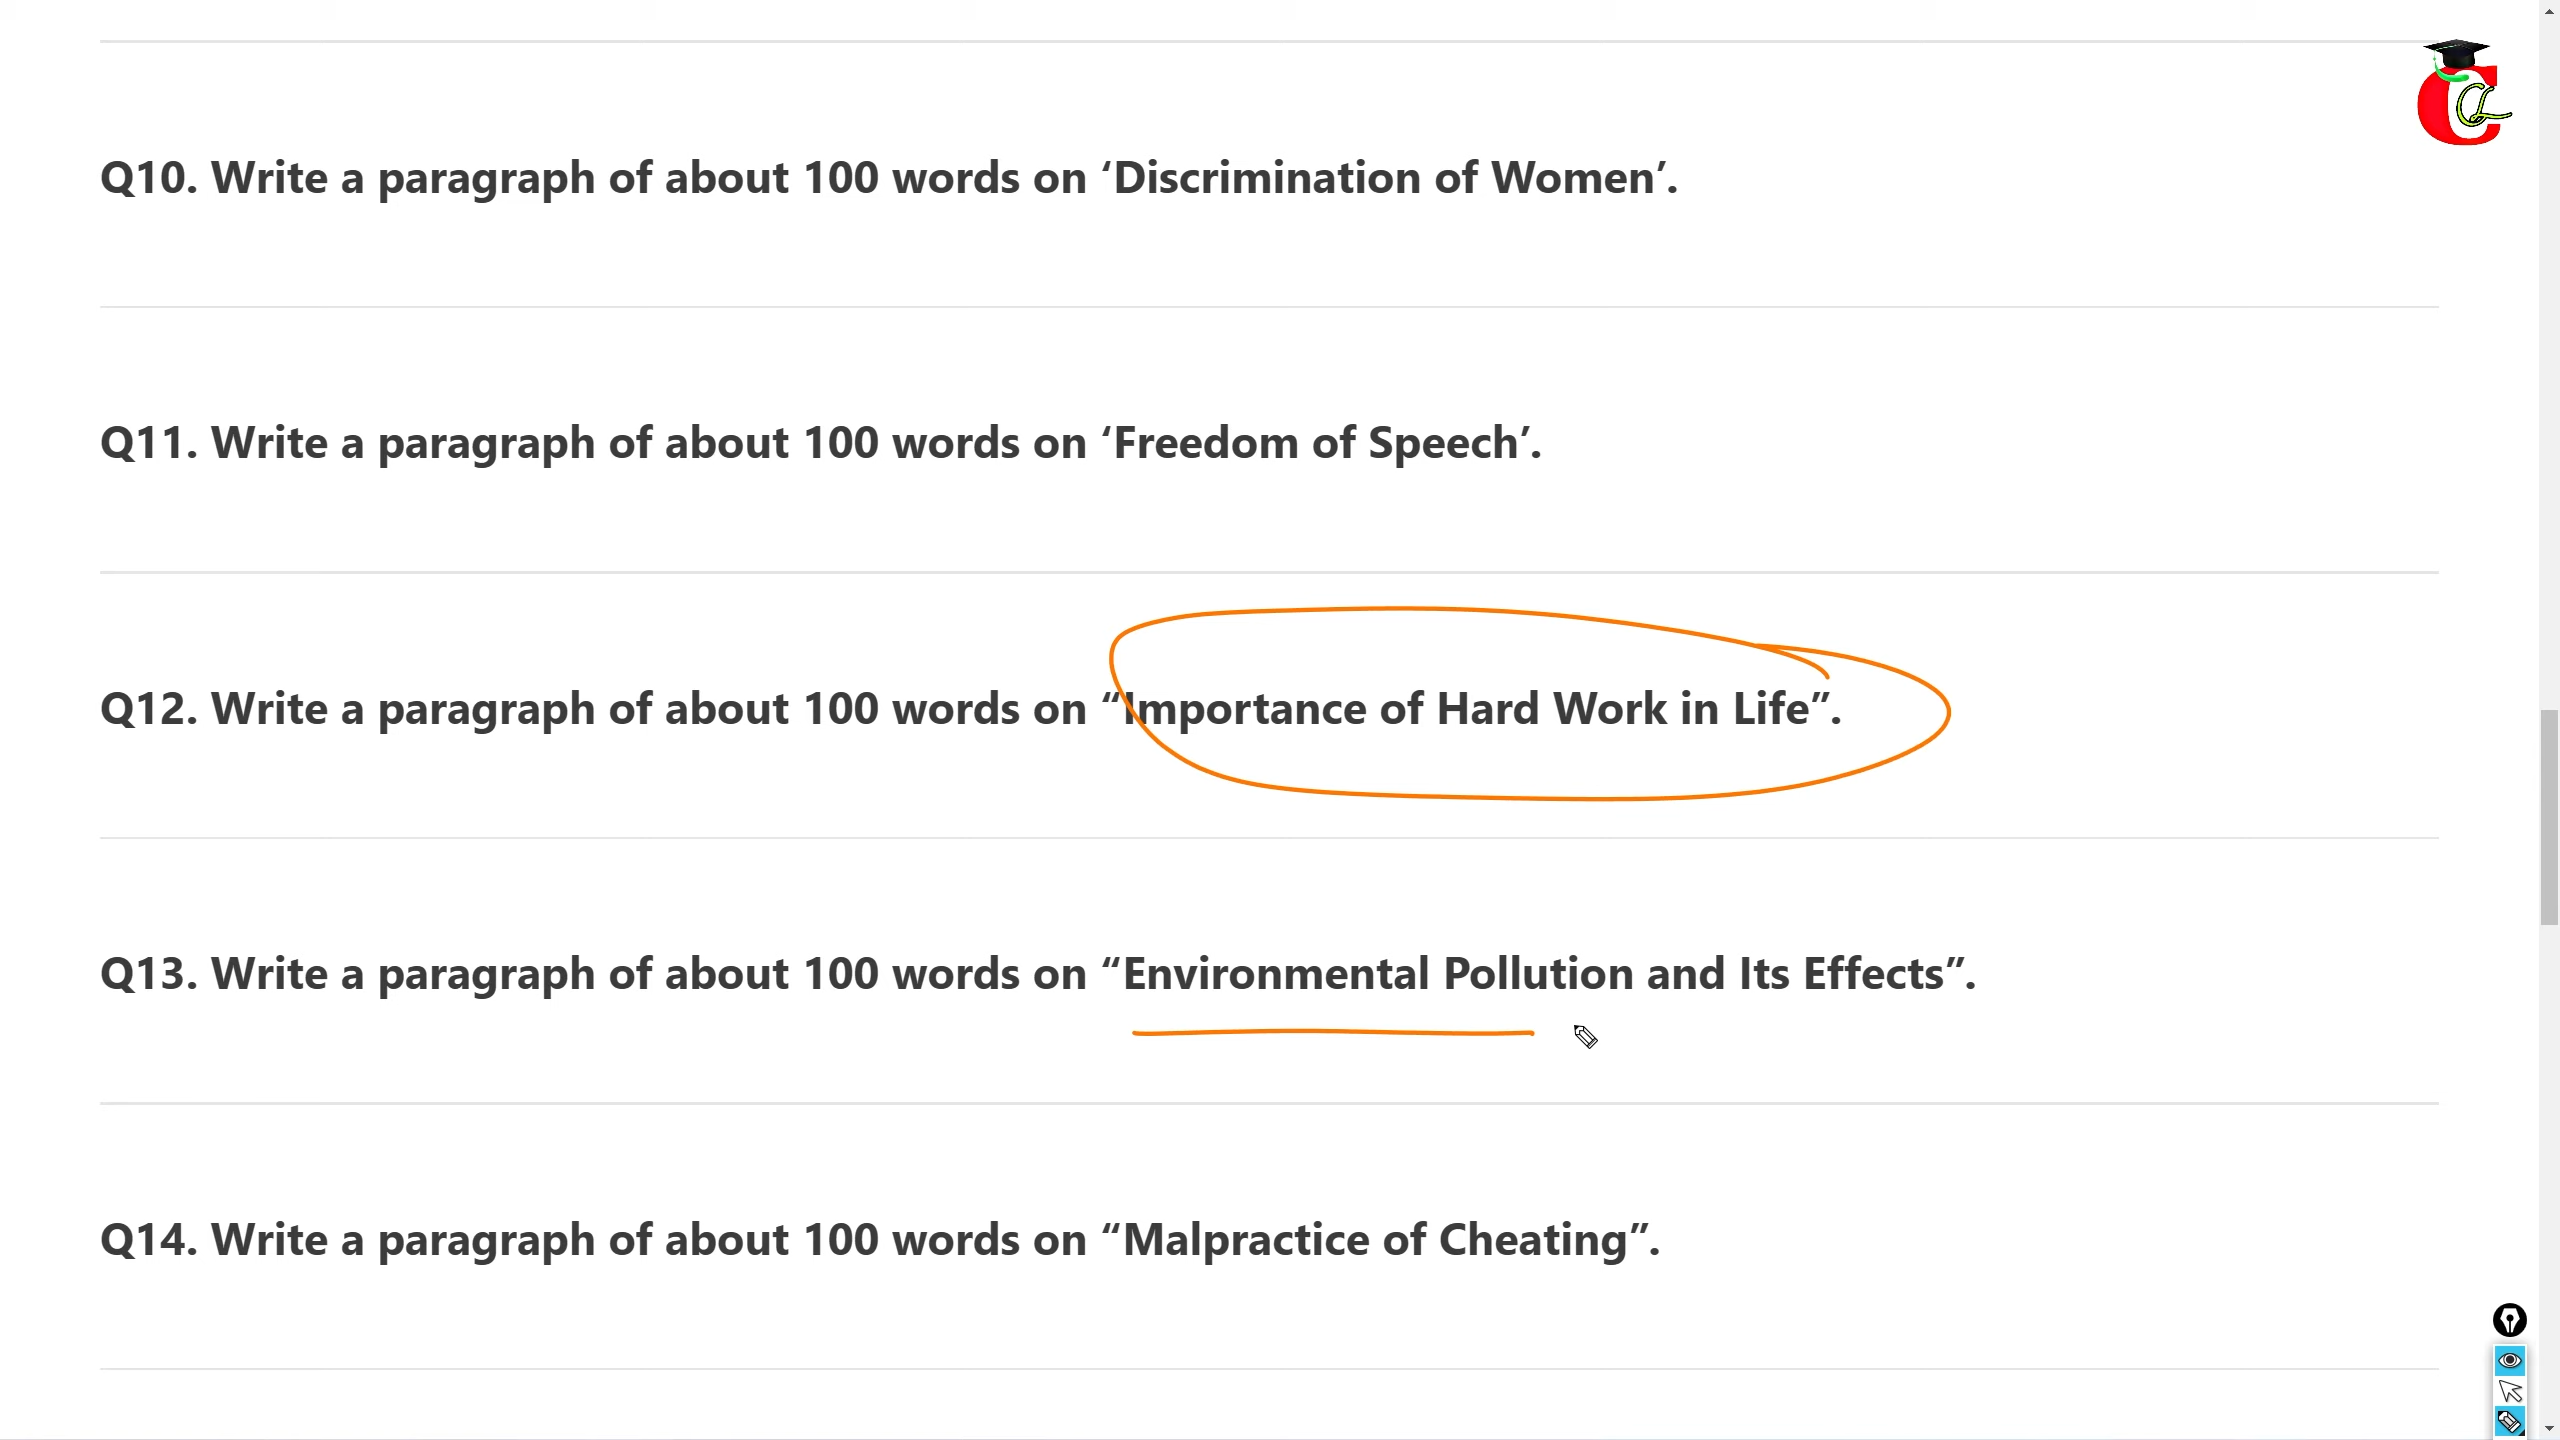 Q10. Write a paragraph of about 100 words on ‘Discrimination of Women’.
Q11. Write a paragraph of about 100 words on ‘Freedom of Speech’.
Q12. Write a paragraph of about 100 words on “Importance of Hard Work in Life”.
Q13. Write a paragraph of about 100 words on “Environmental Pollution and Its Effects”.
Q14. Write a paragraph of about 100 words on “Malpractice of Cheating”.